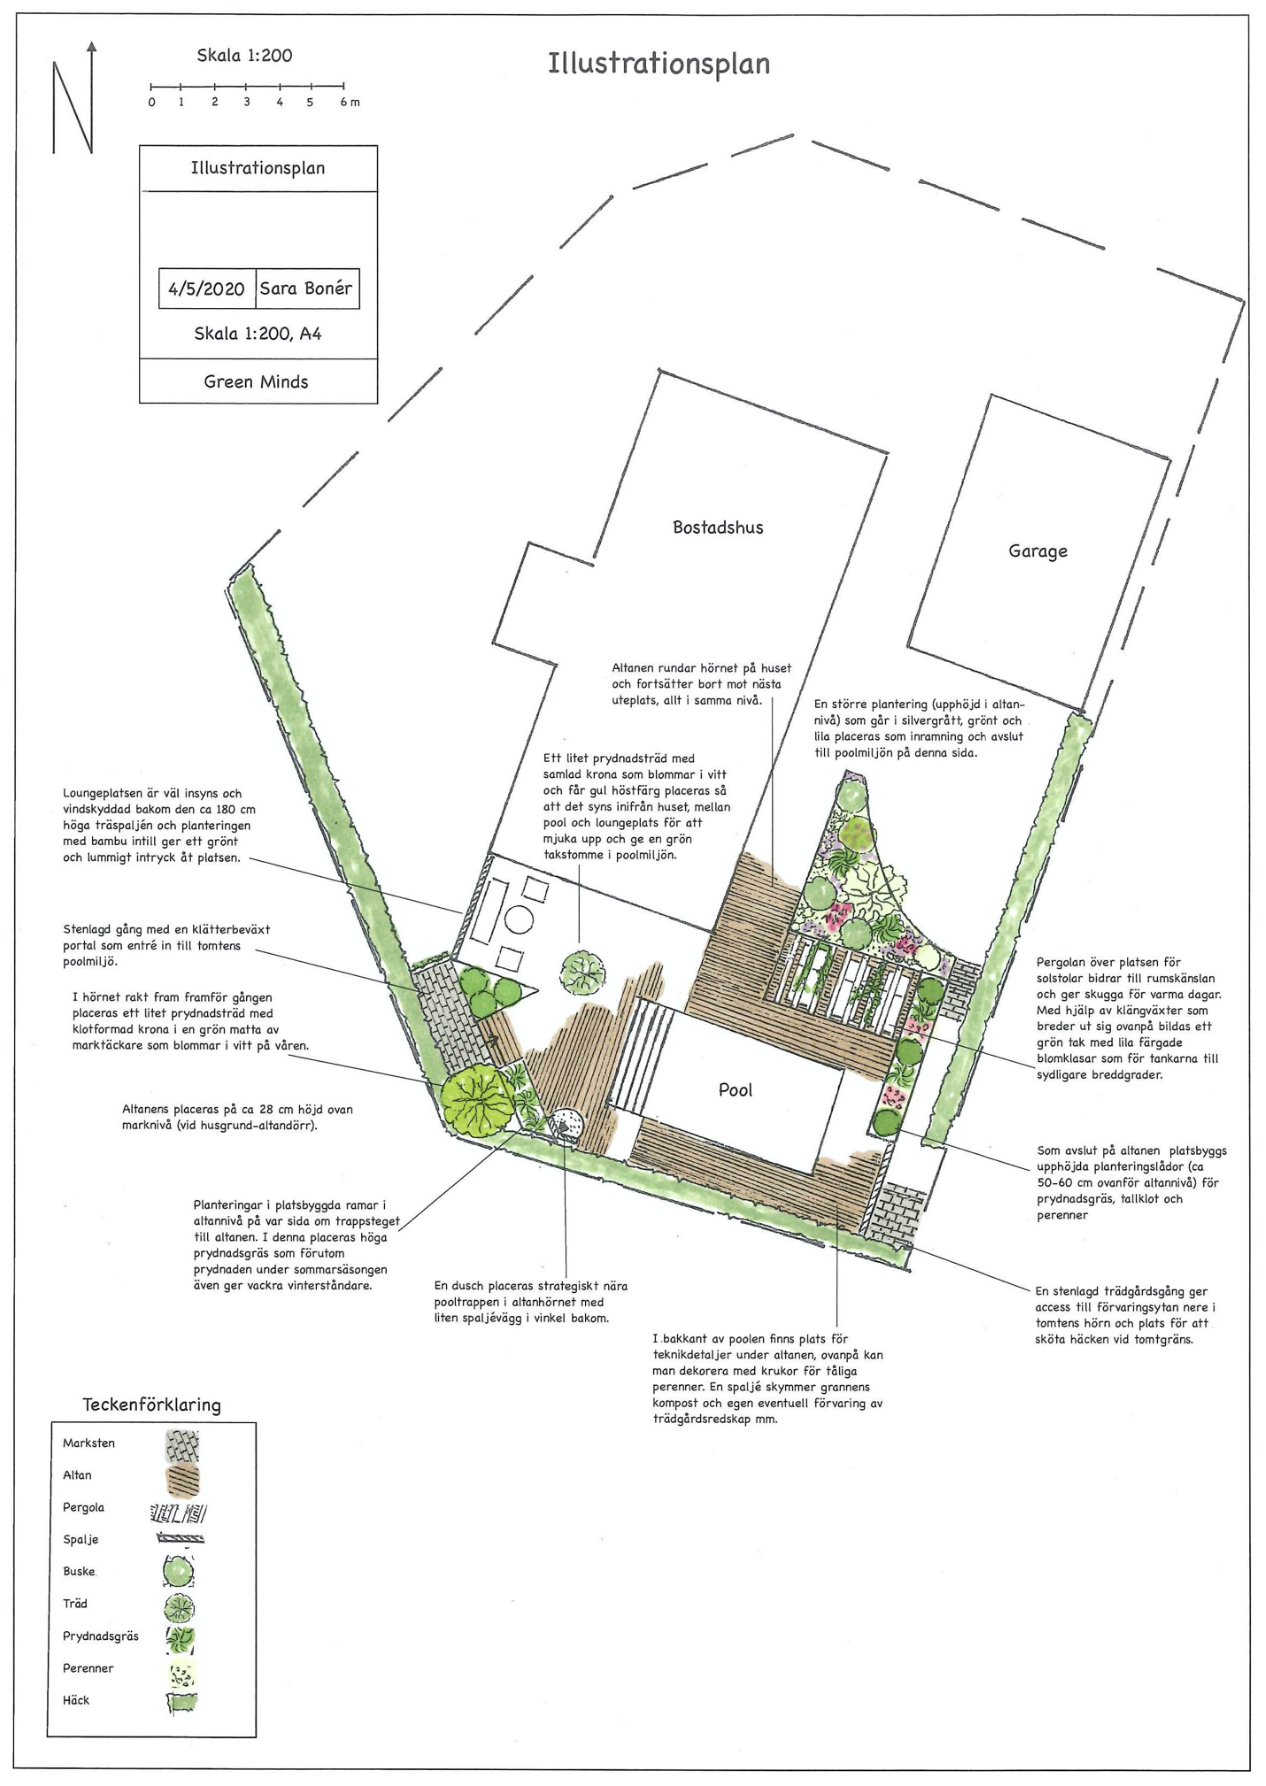 Illustrationsplan
N
Skala 1:200
0 1 2 3 4 5 6 m
Illustrationsplan
4/5/2020 Sara Bonér
Skala 1:200, A4
Green Minds
Bostadshus
Garage
Altanen rundar hörnet på huset
och fortsätter bort mot nästa
uteplats, allt i samma nivå.
En större plantering (upphöjd i altan-
nivå) som går i silvergrått, grönt och
lila placeras som inramning och avslut
till poolmiljön på denna sida.
Ett litet prydnadsträd med
samlad krona som blommar i vitt
och får gul höstfärg placeras så
att det syns inifrån huset, mellan
pool och loungeplats för att
mjuka upp och ge en grön
takstomme i poolmiljön.
Loungeplatsen är väl insyns och
vindskyddad bakom den ca 180 cm
höga träspaljén och planteringen
med bambu intill ger ett grönt
och lummigt intryck åt platsen.
Stenlagd gång med en klätterbeväxt
portal som entré in till tomtens
poolmiljö.
I hörnet rakt fram framför gången
placeras ett litet prydnadsträd med
klotformad krona i en grön matta av
marktäckare som blommar i vitt på våren.
Altanens placeras på ca 28 cm höjd ovan
marknivå (vid husgrund-altandörr).
Pool
Pergolan över platsen för
solstolar bidrar till rumskänslan
och ger skugga för varma dagar.
Med hjälp av klängväxter som
breder ut sig ovanpå bildas ett
grön tak med lila färgade
blomklasar som för tankarna till
sydligare breddgrader.
Som avslut på altanen platsbyggs
upphöjda planteringslådor (ca
50-60 cm ovanför altannivå) för
prydnadsgräs, tallklot och
perenner
Planteringar i platsbyggda ramar i
altannivå på var sida om trappsteget
till altanen. I denna placeras höga
prydnadsgräs som förutom
prydnaden under sommarsäsongen
även ger vackra vinterståndare.
En dusch placeras strategiskt nära
pooltrappen i altanhörnet med
liten spaljévägg i vinkel bakom.
En stenlagd trädgårdsgång ger
access till förvaringsytan nere i
tomtens hörn och plats för att
sköta häcken vid tomtgräns.
I bakkant av poolen finns plats för
teknikdetaljer under altanen, ovanpå kan
man dekorera med krukor för tåliga
perenner. En spaljé skymmer grannens
kompost och egen eventuell förvaring av
trädgårdsredskap mm.
Teckenförklaring
Marksten
Altan
Pergola
Spalje
Buske
Träd
Prydnadsgräs
Perenner
Häck